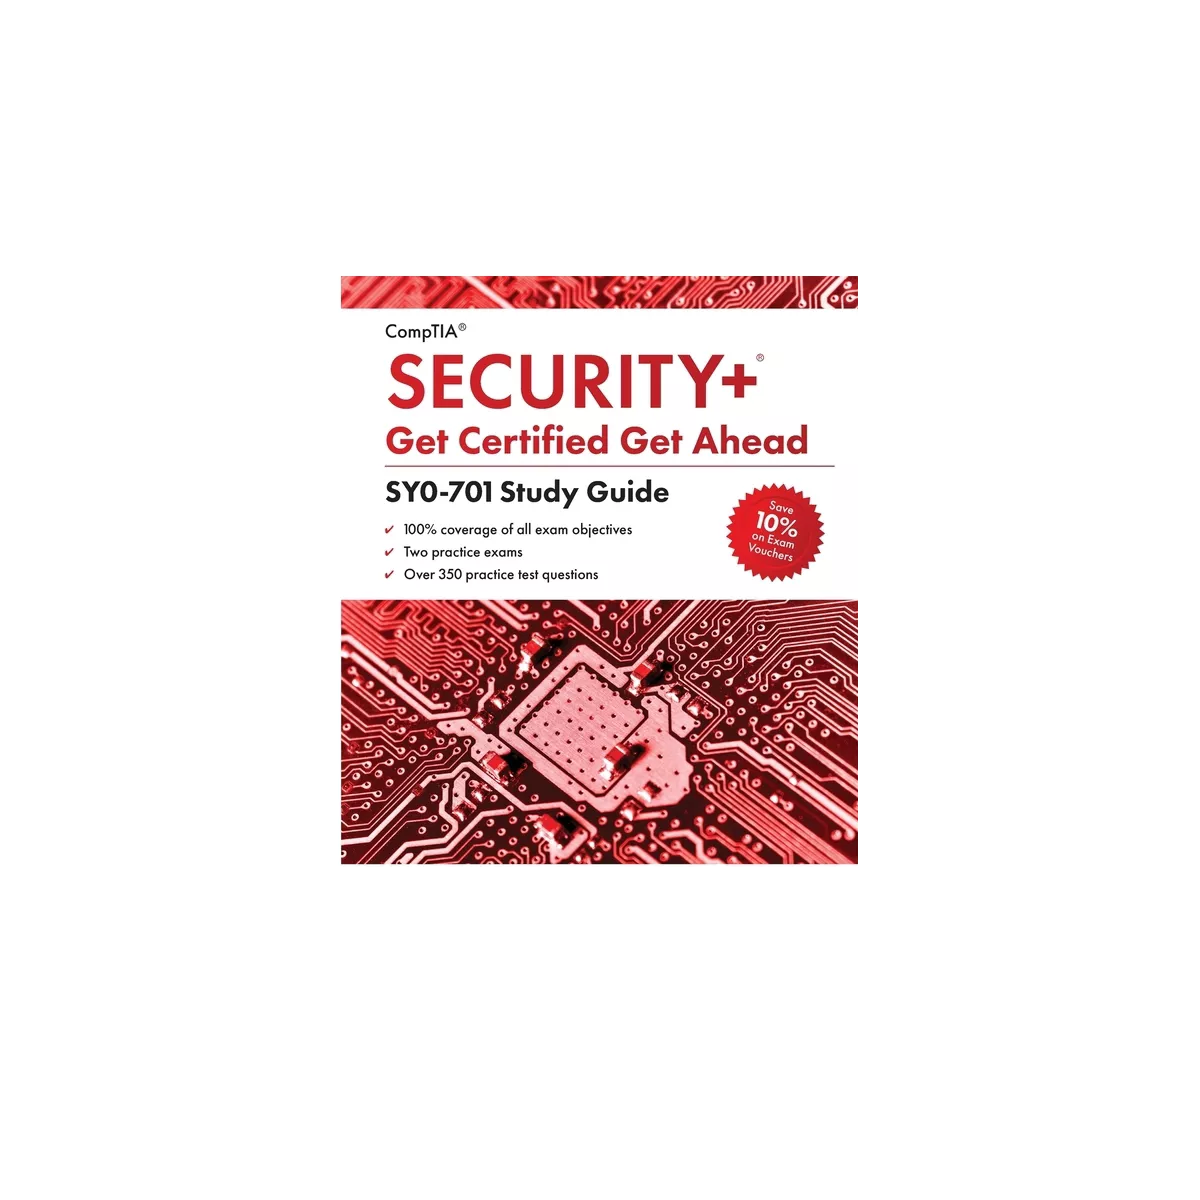 CompTIA®
SECURITY+®
Get Certified Get Ahead
SY0-701 Study Guide
✔ 100% coverage of all exam objectives
✔ Two practice exams
✔ Over 350 practice test questions
Save
10%
on Exam
Vouchers